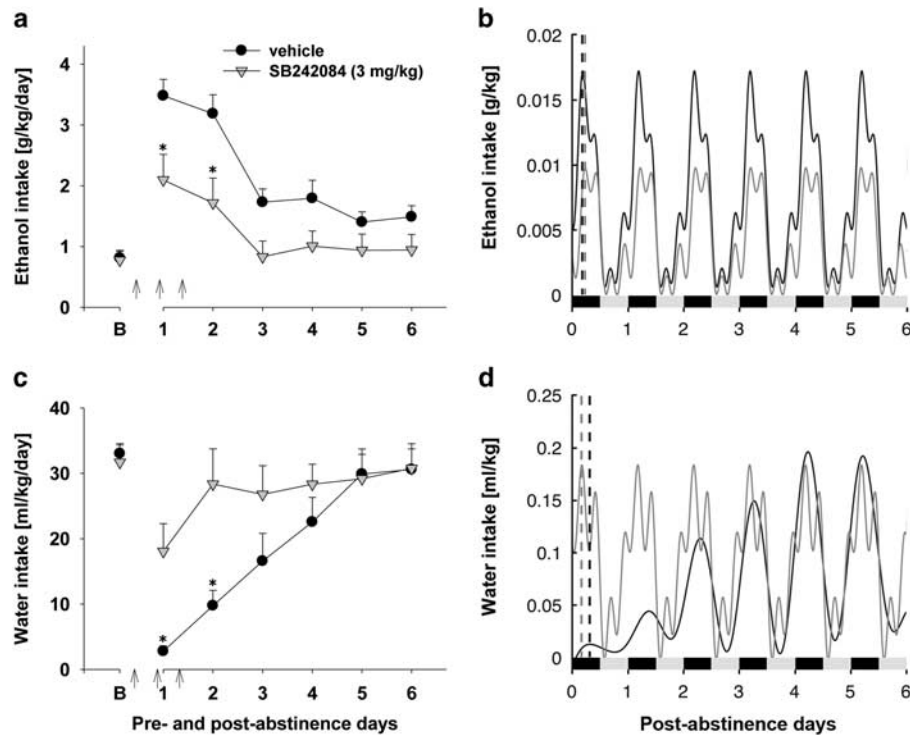 a
vehicle
SB242084 (3 mg/kg)
Ethanol intake [g/kg/day]
4
3
2
1
0
*
*
B 1 2 3 4 5 6
b
Ethanol intake [g/kg]
0.02
0.015
0.01
0.005
0
0 1 2 3 4 5 6
c
Water intake [ml/kg/day]
40
30
20
10
0
*
*
B 1 2 3 4 5 6
Pre- and post-abstinence days
d
Water intake [ml/kg]
0.25
0.2
0.15
0.1
0.05
0
0 1 2 3 4 5 6
Post-abstinence days